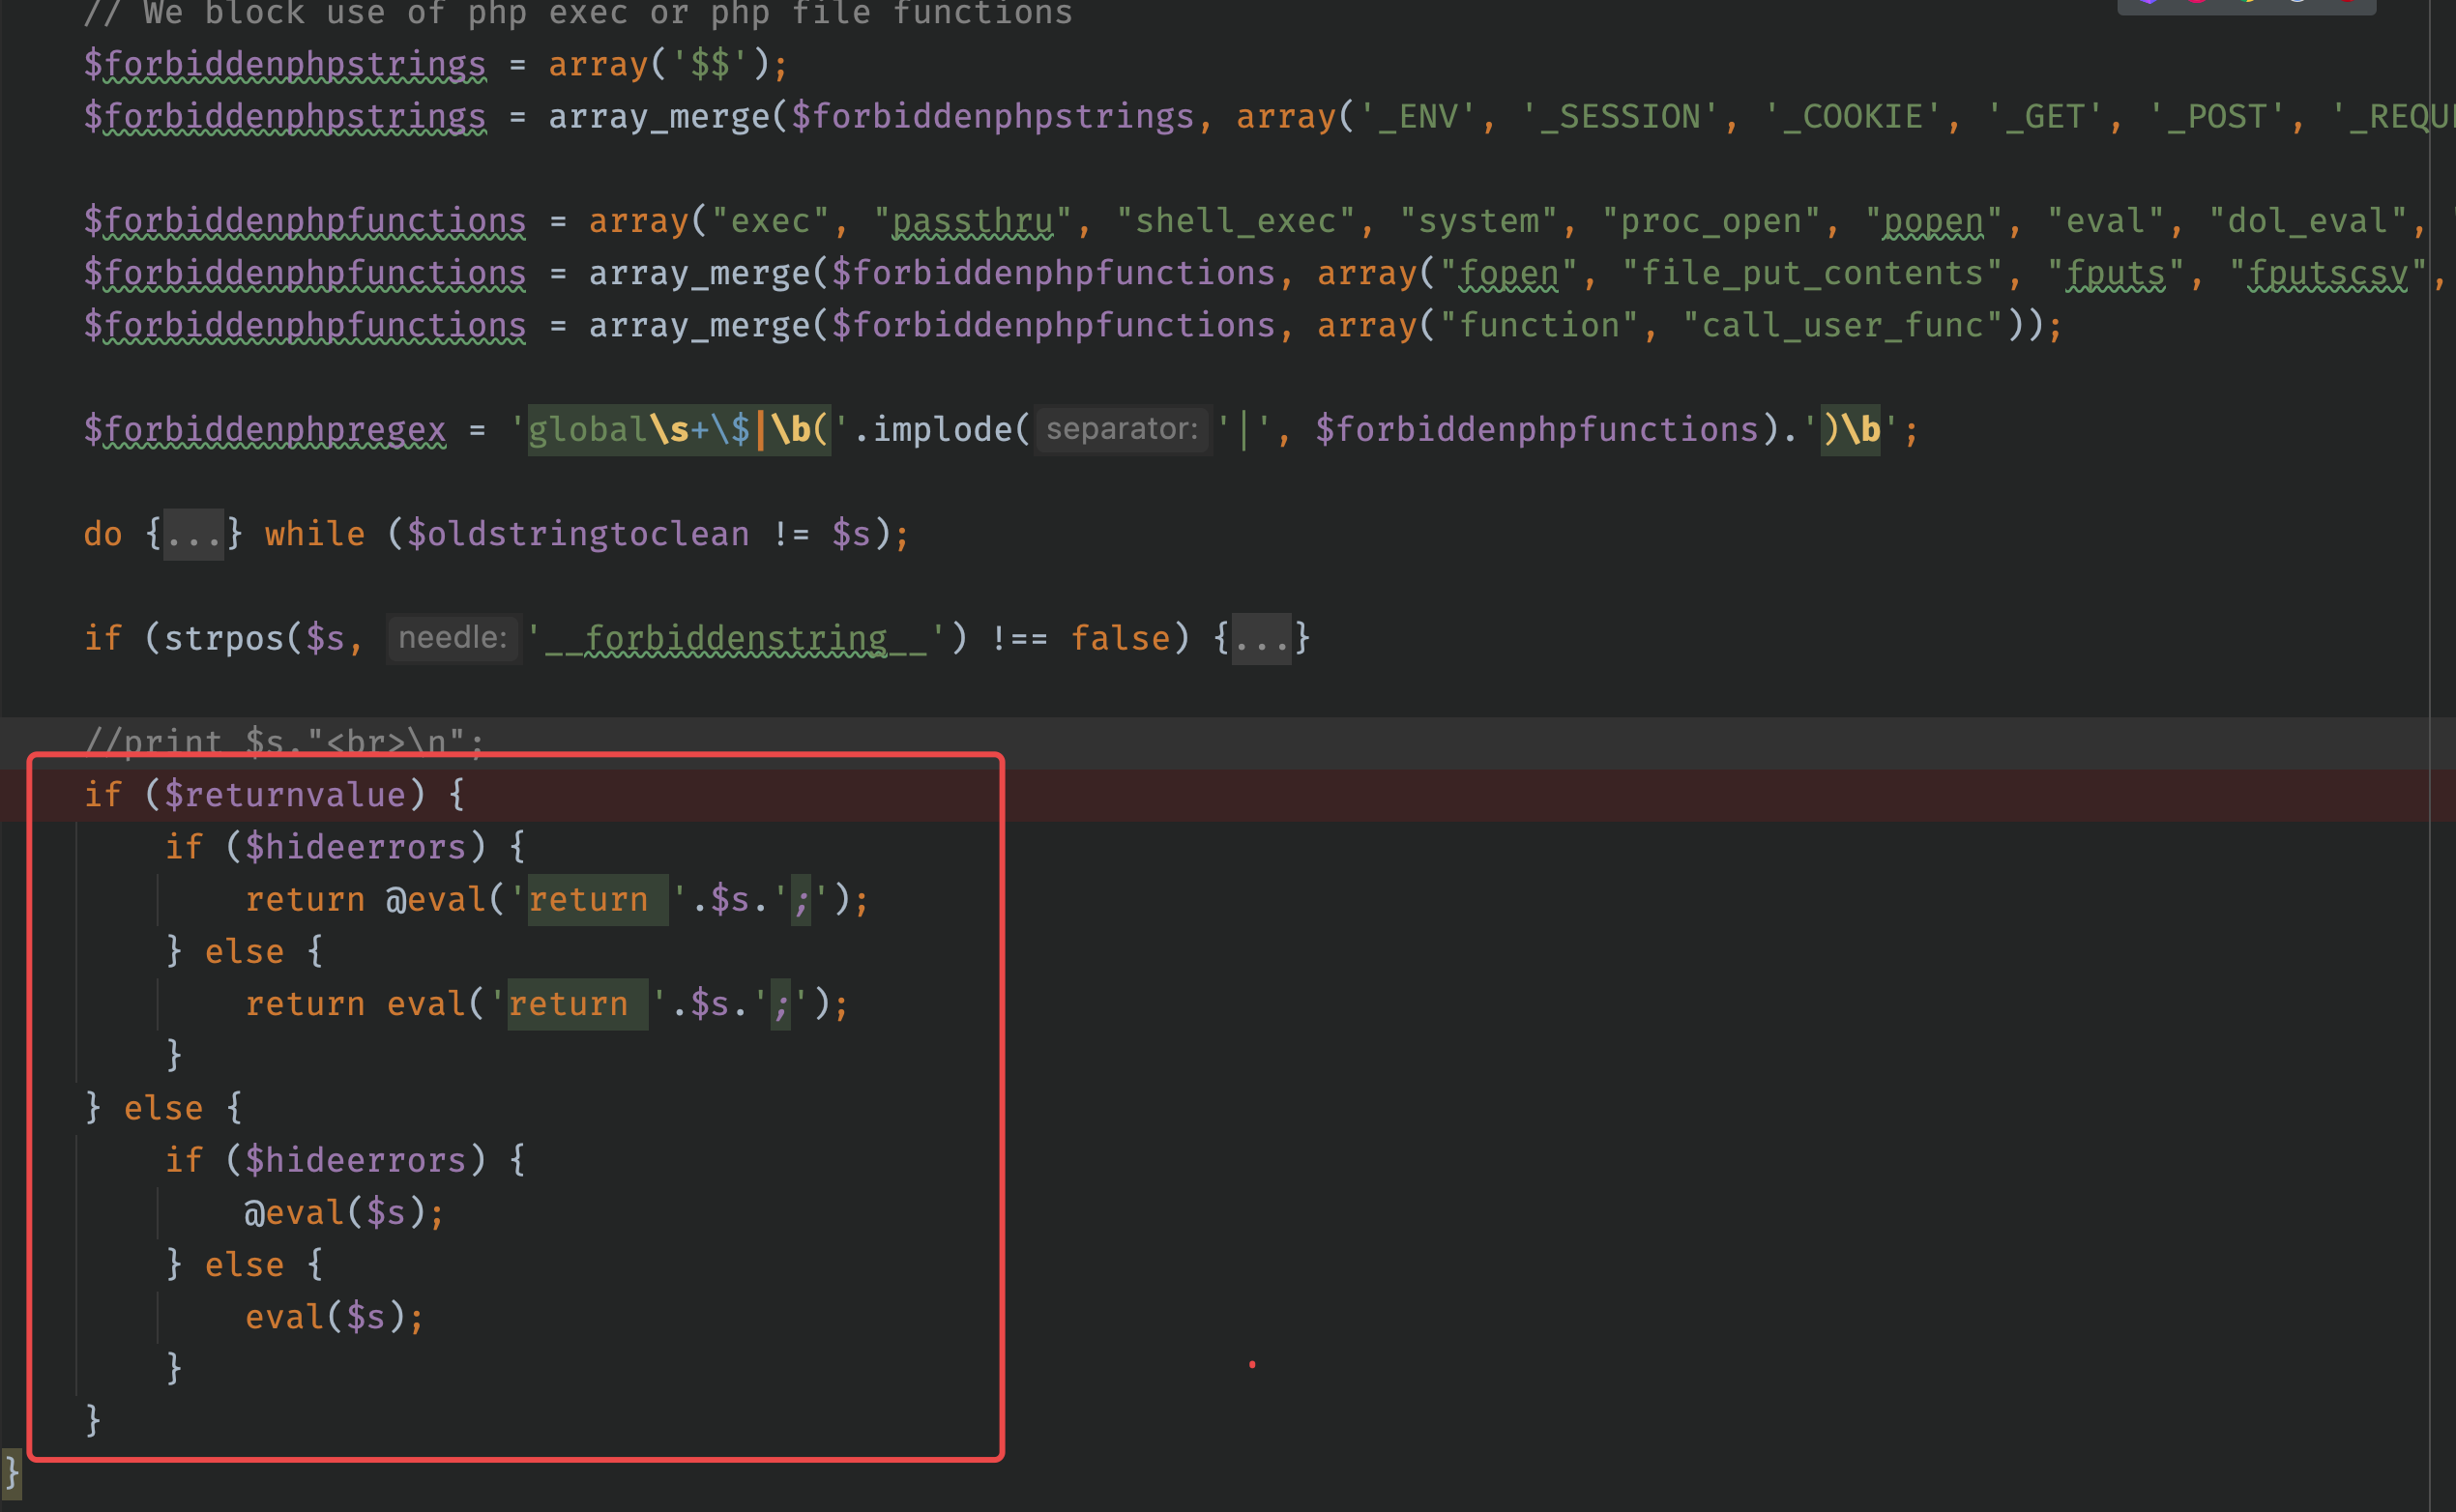 // We block use of php exec or php file functions
$forbiddenphpstrings = array('$$');
$forbiddenphpstrings = array_merge($forbiddenphpstrings, array('_ENV', '_SESSION', '_COOKIE', '_GET', '_POST', '_REQU
$forbiddenphpfunctions = array("exec", "passthru", "shell_exec", "system", "proc_open", "popen", "eval", "dol_eval",
$forbiddenphpfunctions = array_merge($forbiddenphpfunctions, array("fopen", "file_put_contents", "fputs", "fputscsv",
$forbiddenphpfunctions = array_merge($forbiddenphpfunctions, array("function", "call_user_func"));
$forbiddenphpregex = 'global\s+\$|\b('.implode( separator: '|', $forbiddenphpfunctions).')\b';
do {...} while ($oldstringtoclean != $s);
if (strpos($s, needle: '__forbiddenstring__') !== false) {...}
//print $s."<br>\n";
if ($returnvalue) {
if ($hideerrors) {
return @eval('return '.$s.';');
} else {
return eval('return '.$s.';');
}
} else {
if ($hideerrors) {
@eval($s);
} else {
eval($s);
}
}
}